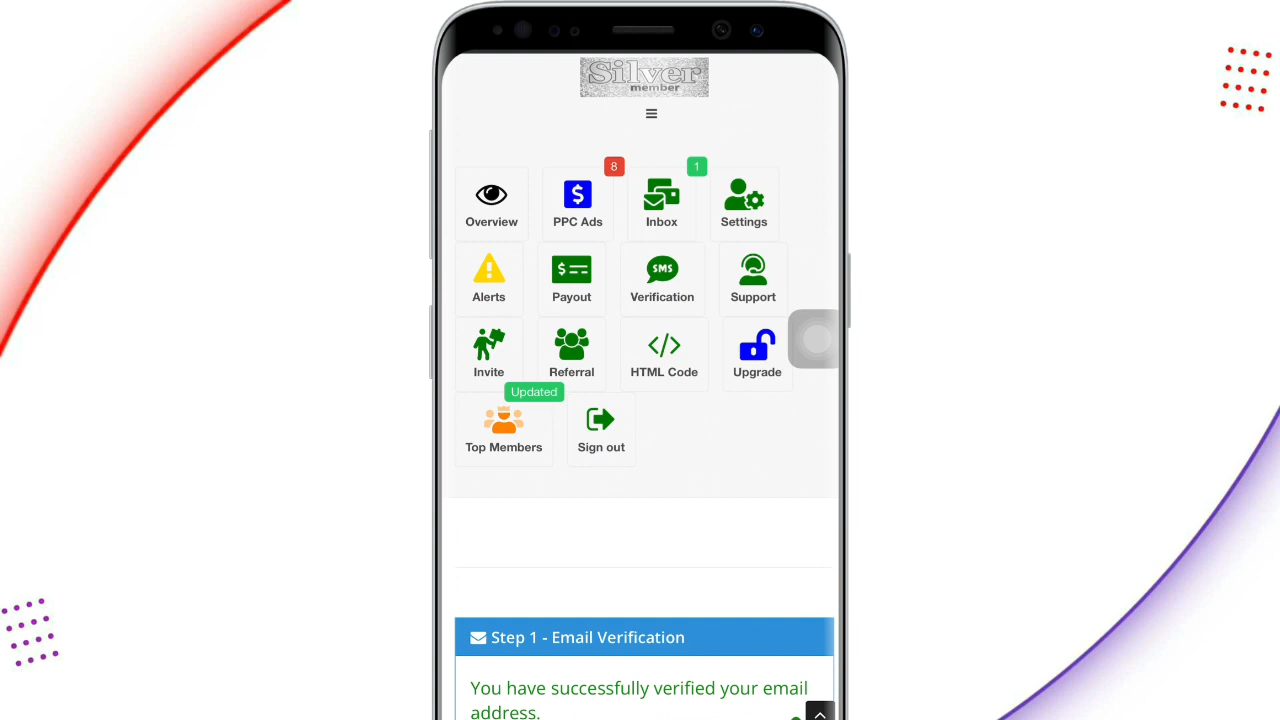 Silver
member
8
1
Overview
PPC Ads
Inbox
Settings
Alerts
Payout
SMS
Verification
Support
Invite
Referral
HTML Code
Upgrade
Updated
Top Members
Sign out
Step 1 - Email Verification
You have successfully verified your email
address.